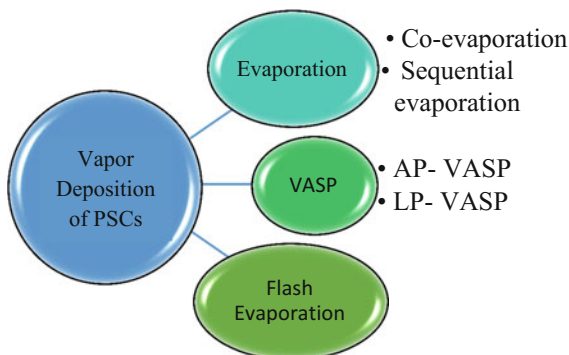 Vapor
Deposition
of PSCs
Evaporation
• Co-evaporation
• Sequential
evaporation
VASP
• AP- VASP
• LP- VASP
Flash
Evaporation